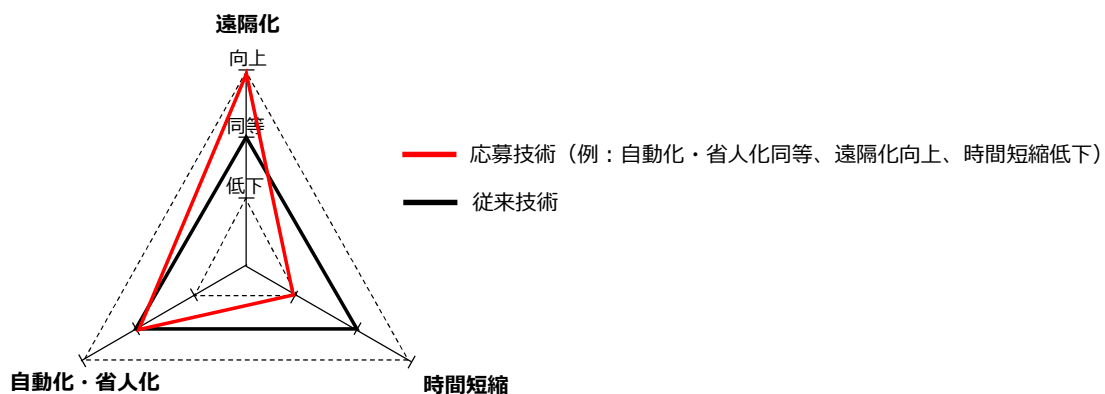 遠隔化
向上
同等
応募技術（例：自動化・省人化同等、遠隔化向上、時間短縮低下）
低下
従来技術
自動化・省人化
時間短縮